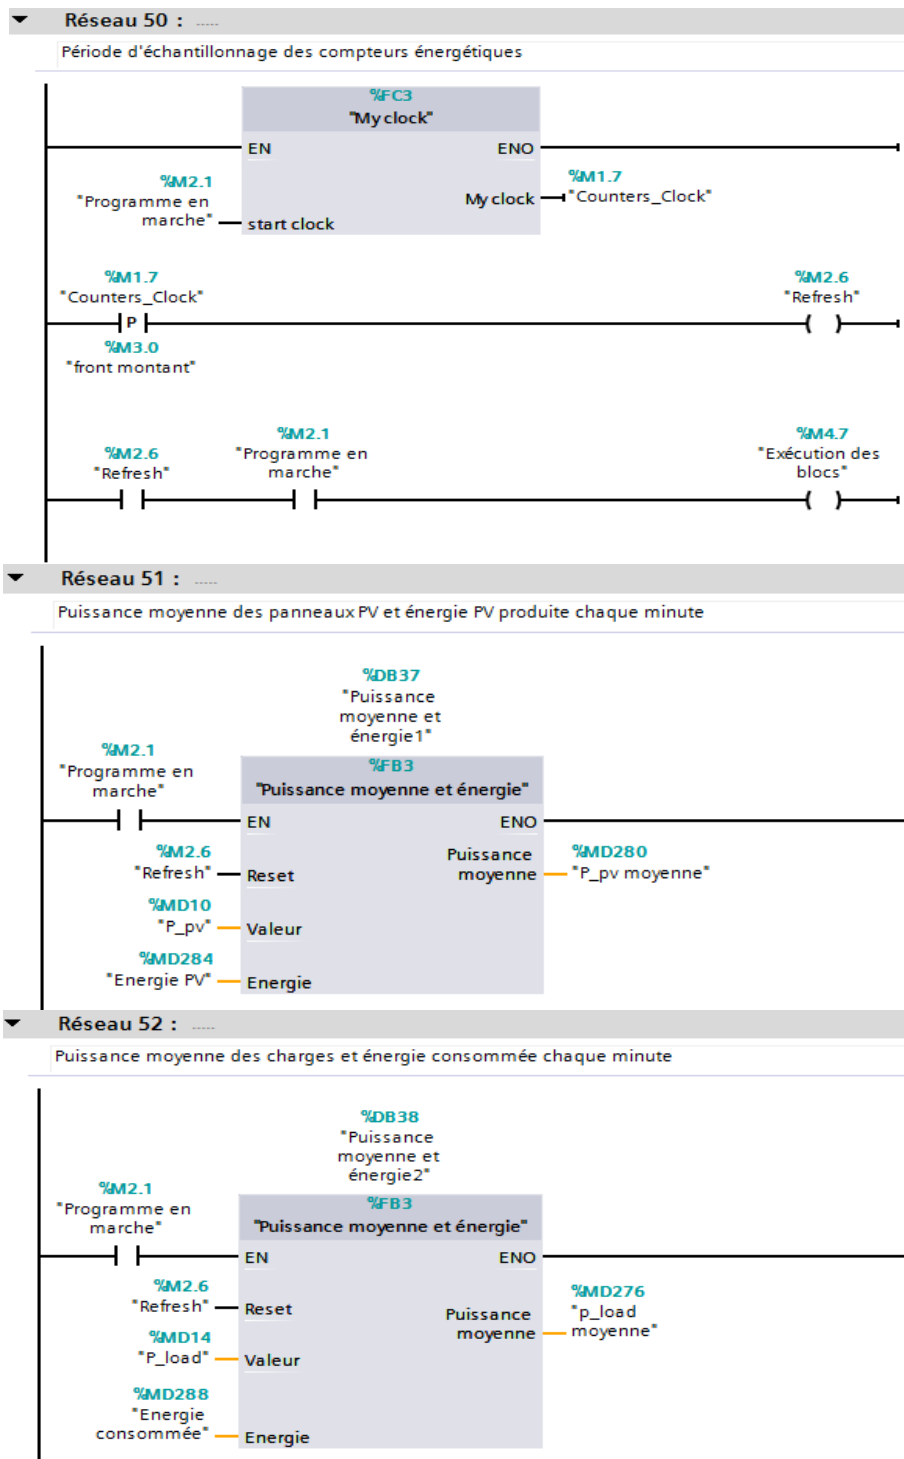 Réseau 50 : .....
Période d'échantillonnage des compteurs énergétiques
%FC3
"My clock"
EN
ENO
%M2.1
"Programme en
marche"
start clock
My clock
%M1.7
"Counters_Clock"
%M1.7
"Counters_Clock"
P
%M3.0
"front montant"
%M2.6
"Refresh"
%M2.6
"Refresh"
%M2.1
"Programme en
marche"
%M4.7
"Exécution des
blocs"
Réseau 51 : .....
Puissance moyenne des panneaux PV et énergie PV produite chaque minute
%DB37
"Puissance
moyenne et
énergie1"
%M2.1
"Programme en
marche"
%FB3
"Puissance moyenne et énergie"
EN
ENO
%M2.6
"Refresh"
Reset
Puissance
moyenne
%MD280
"P_pv moyenne"
%MD10
"P_pv"
Valeur
%MD284
"Energie PV"
Energie
Réseau 52 : .....
Puissance moyenne des charges et énergie consommée chaque minute
%DB38
"Puissance
moyenne et
énergie2"
%M2.1
"Programme en
marche"
%FB3
"Puissance moyenne et énergie"
EN
ENO
%M2.6
"Refresh"
Reset
Puissance
moyenne
%MD276
"p_load
moyenne"
%MD14
"P_load"
Valeur
%MD288
"Energie
consommée"
Energie